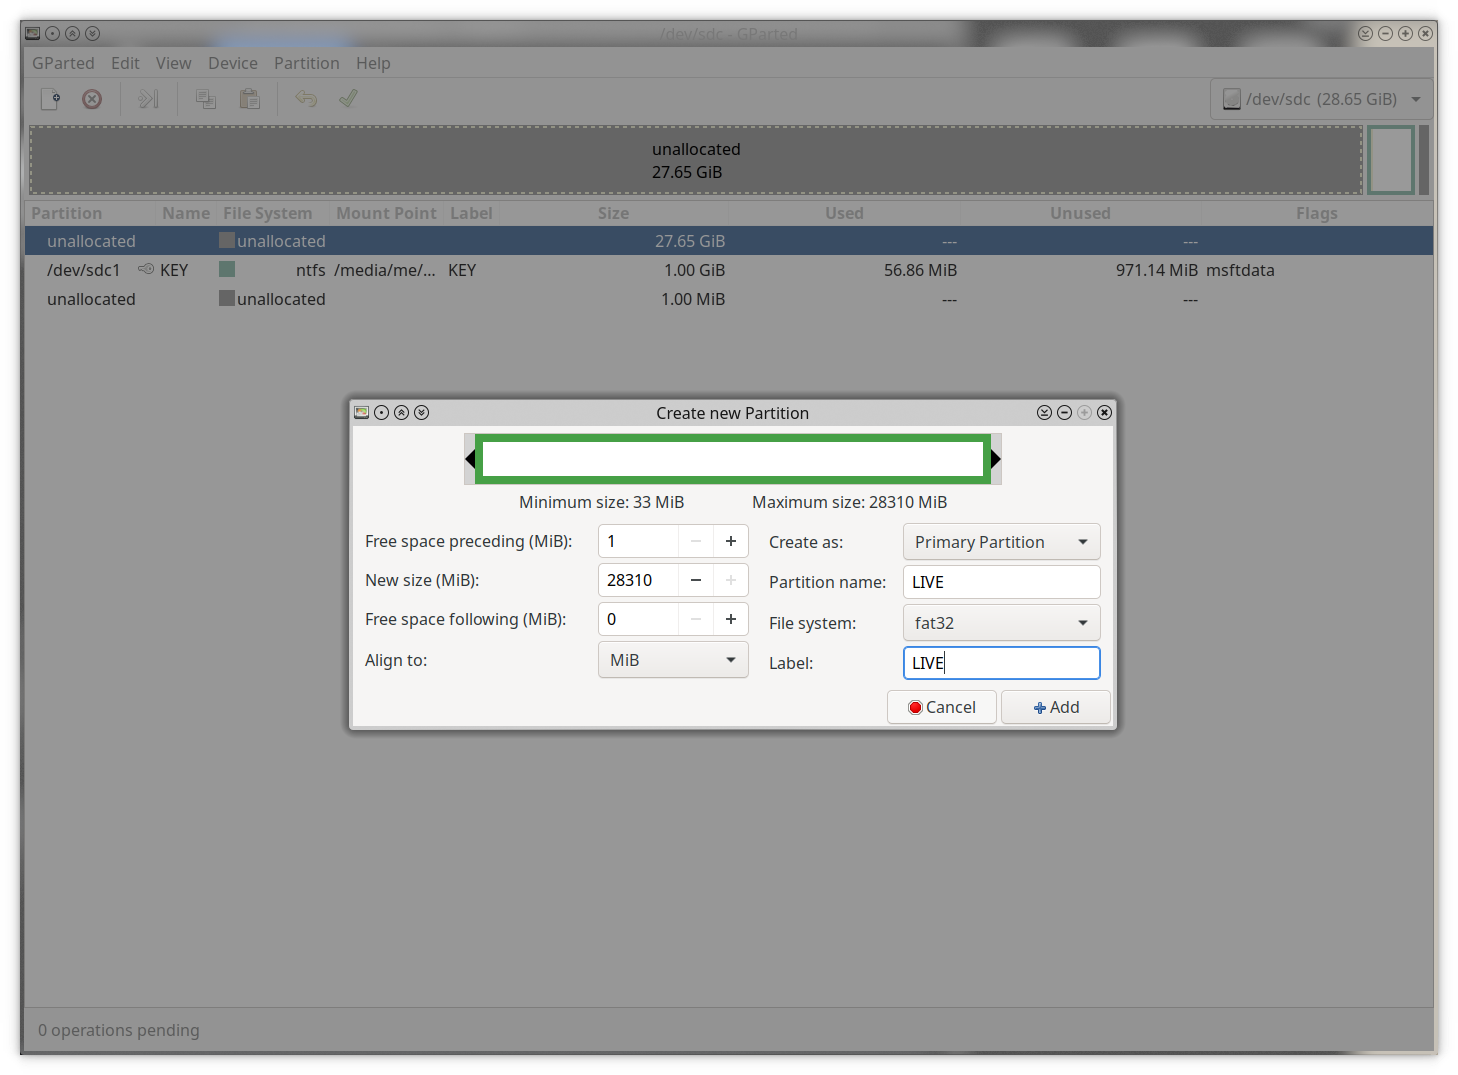 /dev/sdc - GParted
GParted Edit View Device Partition Help
/dev/sdc (28.65 GiB)
unallocated
27.65 GiB
Partition Name File System Mount Point Label Size Used Unused Flags
unallocated unallocated 27.65 GiB --- ---
/dev/sdc1 KEY ntfs /media/me/... KEY 1.00 GiB 56.86 MiB 971.14 MiB msftdata
unallocated unallocated 1.00 MiB --- ---
Create new Partition
Minimum size: 33 MiB Maximum size: 28310 MiB
Free space preceding (MiB): 1 Create as: Primary Partition
New size (MiB): 28310 Partition name: LIVE
Free space following (MiB): 0 File system: fat32
Align to: MiB Label: LIVE
Cancel Add
0 operations pending